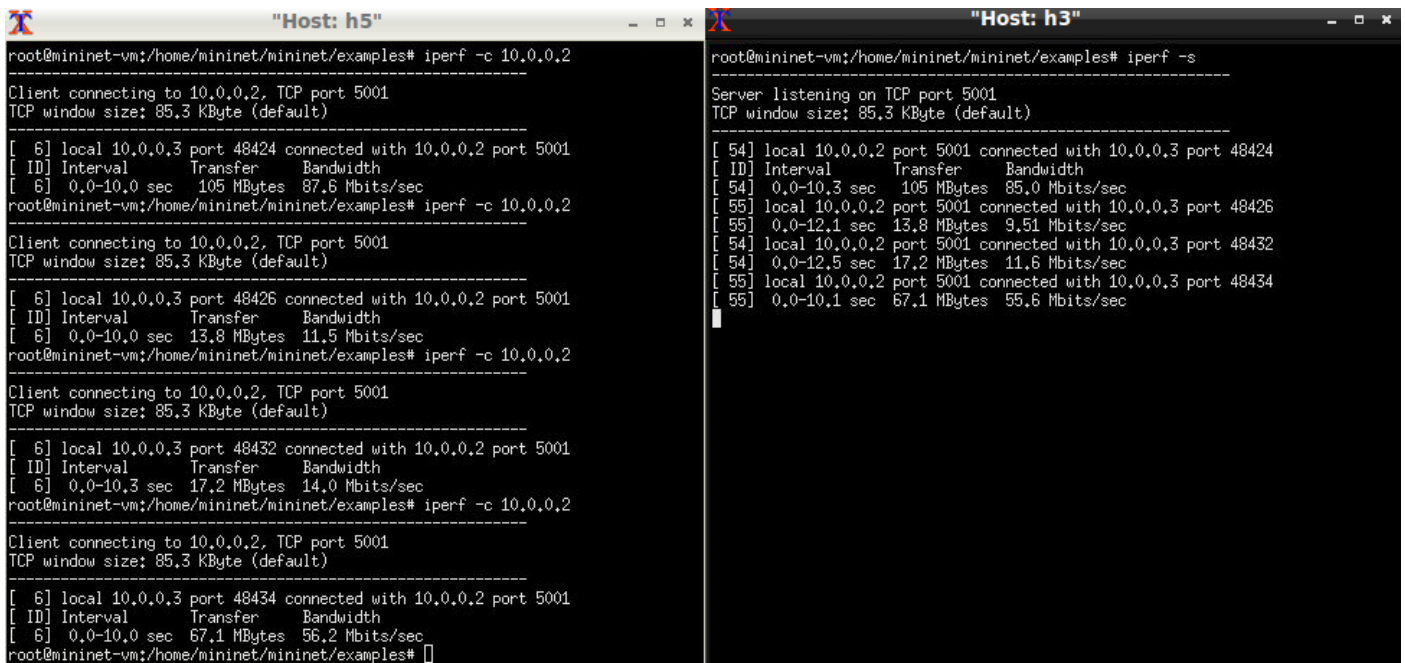 "Host: h5"
root@mininet-vm:/home/mininet/mininet/examples# iperf -c 10.0.0.2
------------------------------------------------------------
Client connecting to 10.0.0.2, TCP port 5001
TCP window size: 85.3 KByte (default)
------------------------------------------------------------
[  6] local 10.0.0.3 port 48424 connected with 10.0.0.2 port 5001
[ ID] Interval       Transfer     Bandwidth
[  6]  0.0-10.0 sec   105 MBytes  87.6 Mbits/sec
root@mininet-vm:/home/mininet/mininet/examples# iperf -c 10.0.0.2
------------------------------------------------------------
Client connecting to 10.0.0.2, TCP port 5001
TCP window size: 85.3 KByte (default)
------------------------------------------------------------
[  6] local 10.0.0.3 port 48426 connected with 10.0.0.2 port 5001
[ ID] Interval       Transfer     Bandwidth
[  6]  0.0-10.0 sec  13.8 MBytes  11.5 Mbits/sec
root@mininet-vm:/home/mininet/mininet/examples# iperf -c 10.0.0.2
------------------------------------------------------------
Client connecting to 10.0.0.2, TCP port 5001
TCP window size: 85.3 KByte (default)
------------------------------------------------------------
[  6] local 10.0.0.3 port 48432 connected with 10.0.0.2 port 5001
[ ID] Interval       Transfer     Bandwidth
[  6]  0.0-10.3 sec  17.2 MBytes  14.0 Mbits/sec
root@mininet-vm:/home/mininet/mininet/examples# iperf -c 10.0.0.2
------------------------------------------------------------
Client connecting to 10.0.0.2, TCP port 5001
TCP window size: 85.3 KByte (default)
------------------------------------------------------------
[  6] local 10.0.0.3 port 48434 connected with 10.0.0.2 port 5001
[ ID] Interval       Transfer     Bandwidth
[  6]  0.0-10.0 sec  67.1 MBytes  56.2 Mbits/sec
root@mininet-vm:/home/mininet/mininet/examples#
"Host: h3"
root@mininet-vm:/home/mininet/mininet/examples# iperf -s
------------------------------------------------------------
Server listening on TCP port 5001
TCP window size: 85.3 KByte (default)
------------------------------------------------------------
[ 54] local 10.0.0.2 port 5001 connected with 10.0.0.3 port 48424
[ ID] Interval       Transfer     Bandwidth
[ 54]  0.0-10.3 sec   105 MBytes  85.0 Mbits/sec
[ 55] local 10.0.0.2 port 5001 connected with 10.0.0.3 port 48426
[ 55]  0.0-12.1 sec  13.8 MBytes  9.51 Mbits/sec
[ 54] local 10.0.0.2 port 5001 connected with 10.0.0.3 port 48432
[ 54]  0.0-12.5 sec  17.2 MBytes  11.6 Mbits/sec
[ 55] local 10.0.0.2 port 5001 connected with 10.0.0.3 port 48434
[ 55]  0.0-10.1 sec  67.1 MBytes  55.6 Mbits/sec